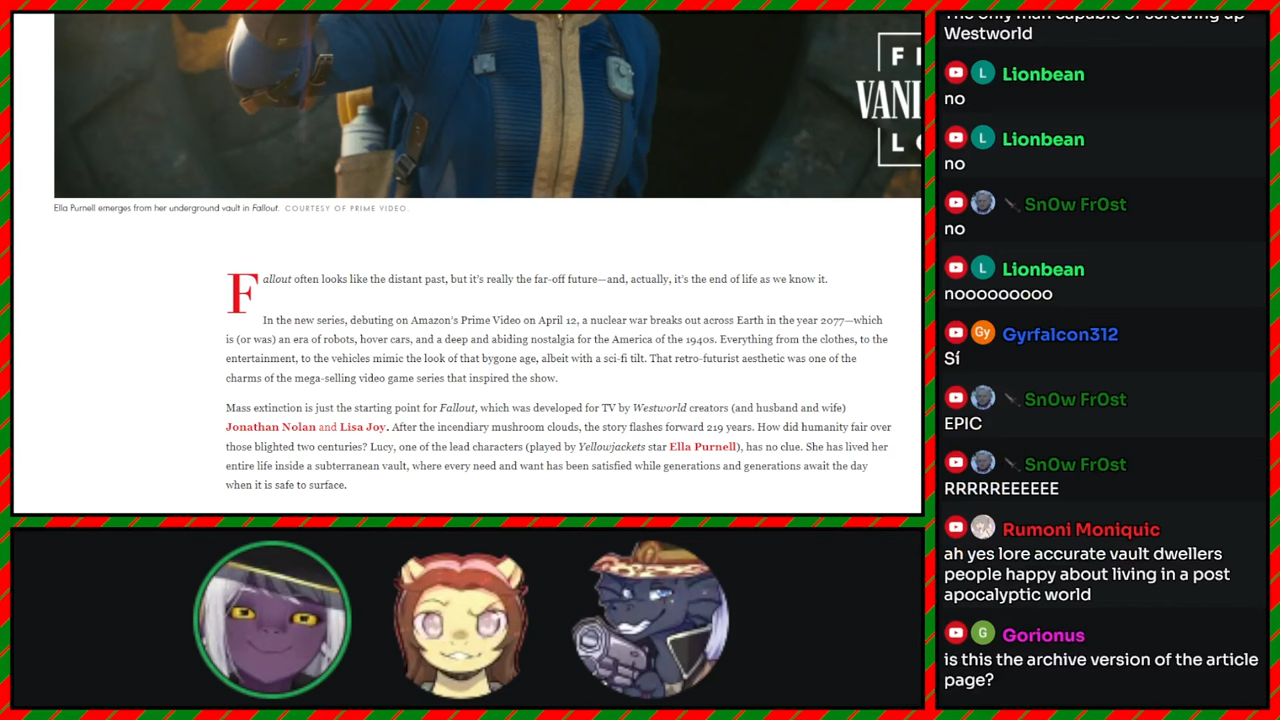 VAN
Ella Purnell emerges from her underground vault in Fallout. COURTESY OF PRIME VIDEO.
Fallout often looks like the distant past, but it's really the far-off future—and, actually, it's the end of life as we know it.
In the new series, debuting on Amazon's Prime Video on April 12, a nuclear war breaks out across Earth in the year 2077—which
is (or was) an era of robots, hover cars, and a deep and abiding nostalgia for the America of the 1940s. Everything from the clothes, to the
entertainment, to the vehicles mimic the look of that bygone age, albeit with a sci-fi tilt. That retro-futurist aesthetic was one of the
charms of the mega-selling video game series that inspired the show.
Mass extinction is just the starting point for Fallout, which was developed for TV by Westworld creators (and husband and wife)
Jonathan Nolan and Lisa Joy. After the incendiary mushroom clouds, the story flashes forward 219 years. How did humanity fair over
those blighted two centuries? Lucy, one of the lead characters (played by Yellowjackets star Ella Purnell), has no clue. She has lived her
entire life inside a subterranean vault, where every need and want has been satisfied while generations and generations await the day
when it is safe to surface.
The only man capable of screwing up
Westworld
L Lionbean
no
L Lionbean
no
Sn0w Fr0st
no
L Lionbean
nooooooooo
Gy Gyrfalcon312
Sí
Sn0w Fr0st
EPIC
Sn0w Fr0st
RRRRREEEEEE
Rumoni Moniquic
ah yes lore accurate vault dwellers
people happy about living in a post
apocalyptic world
G Gorionus
is this the archive version of the article
page?